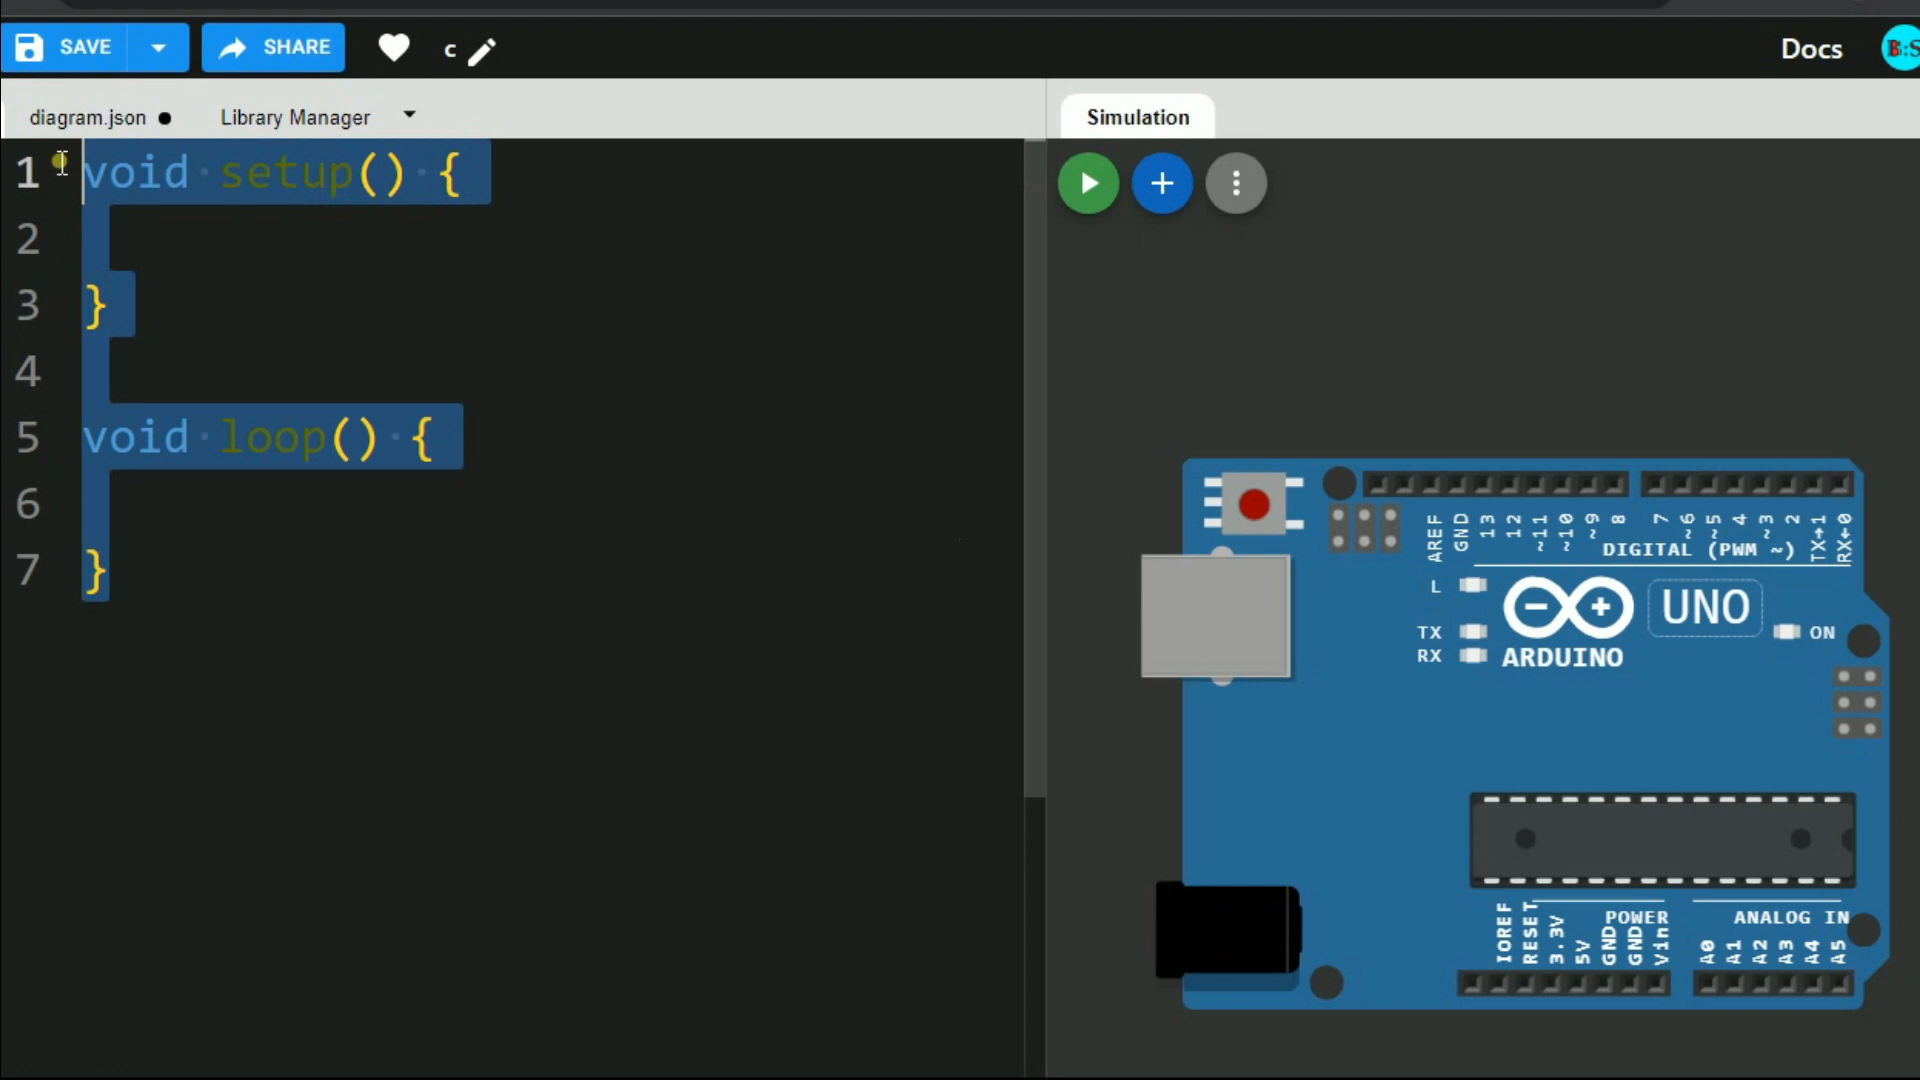 SAVE
SHARE
c
Docs
B:S
diagram.json
Library Manager
Simulation
1 void setup() {
2
3 }
4
5 void loop() {
6
7 }
AREF
GND
13
12
~11
~10
~9
8
7
~6
~5
4
~3
2
TX→1
RX←0
DIGITAL (PWM ~)
L
TX
RX
UNO
ARDUINO
ON
IOREF
RESET
3.3V
5V
GND
GND
Vin
POWER
ANALOG IN
A0
A1
A2
A3
A4
A5